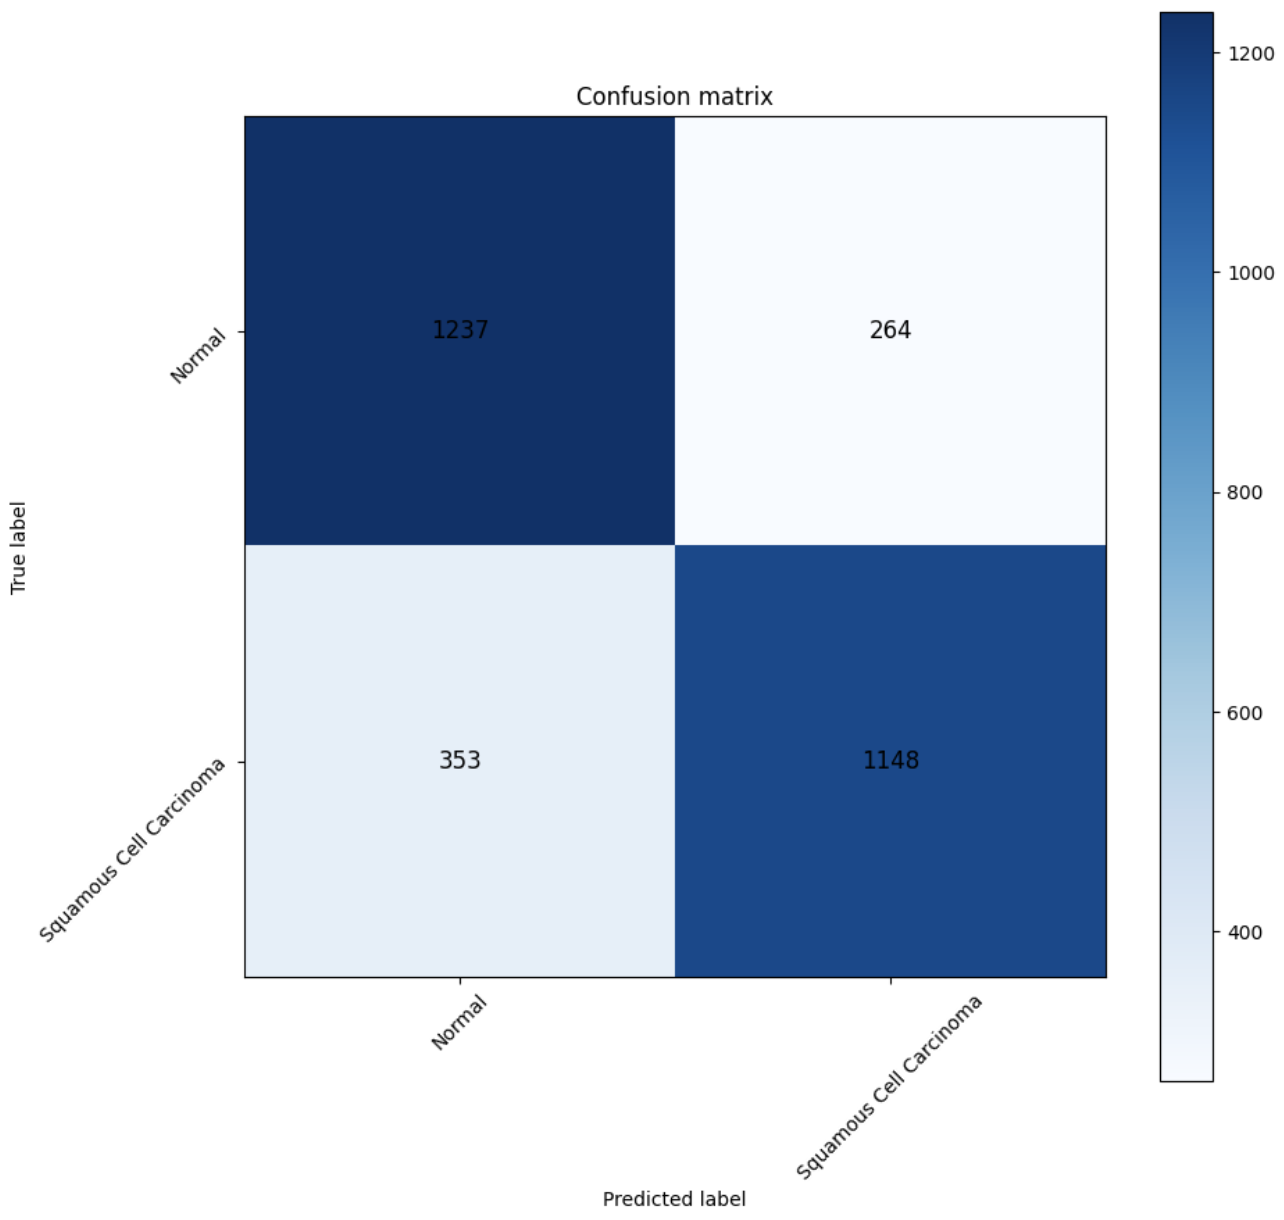 Confusion matrix
1200
1000
800
600
400
True label
Normal
1237
264
Squamous Cell Carcinoma
353
1148
Normal
Squamous Cell Carcinoma
Predicted label